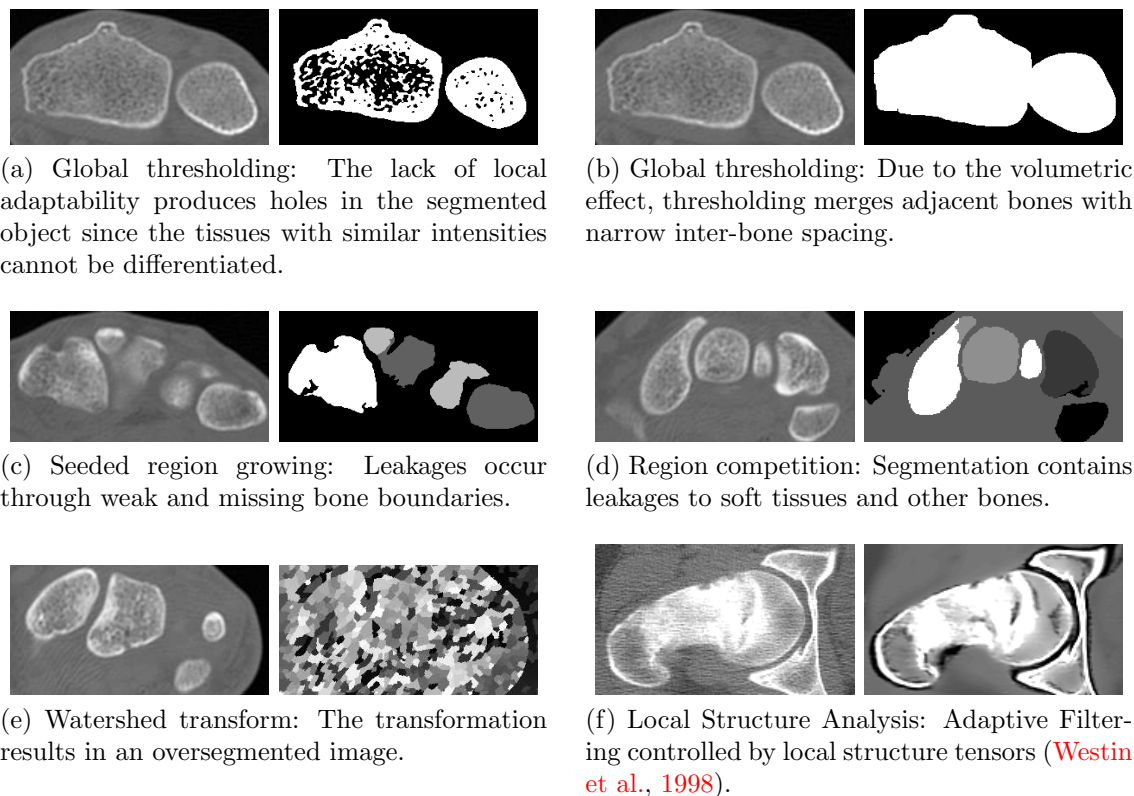 (a) Global thresholding: The lack of local
adaptability produces holes in the segmented
object since the tissues with similar intensities
cannot be differentiated.
(b) Global thresholding: Due to the volumetric
effect, thresholding merges adjacent bones with
narrow inter-bone spacing.
(c) Seeded region growing: Leakages occur
through weak and missing bone boundaries.
(d) Region competition: Segmentation contains
leakages to soft tissues and other bones.
(e) Watershed transform: The transformation
results in an oversegmented image.
(f) Local Structure Analysis: Adaptive Filter-
ing controlled by local structure tensors (Westin
et al., 1998).